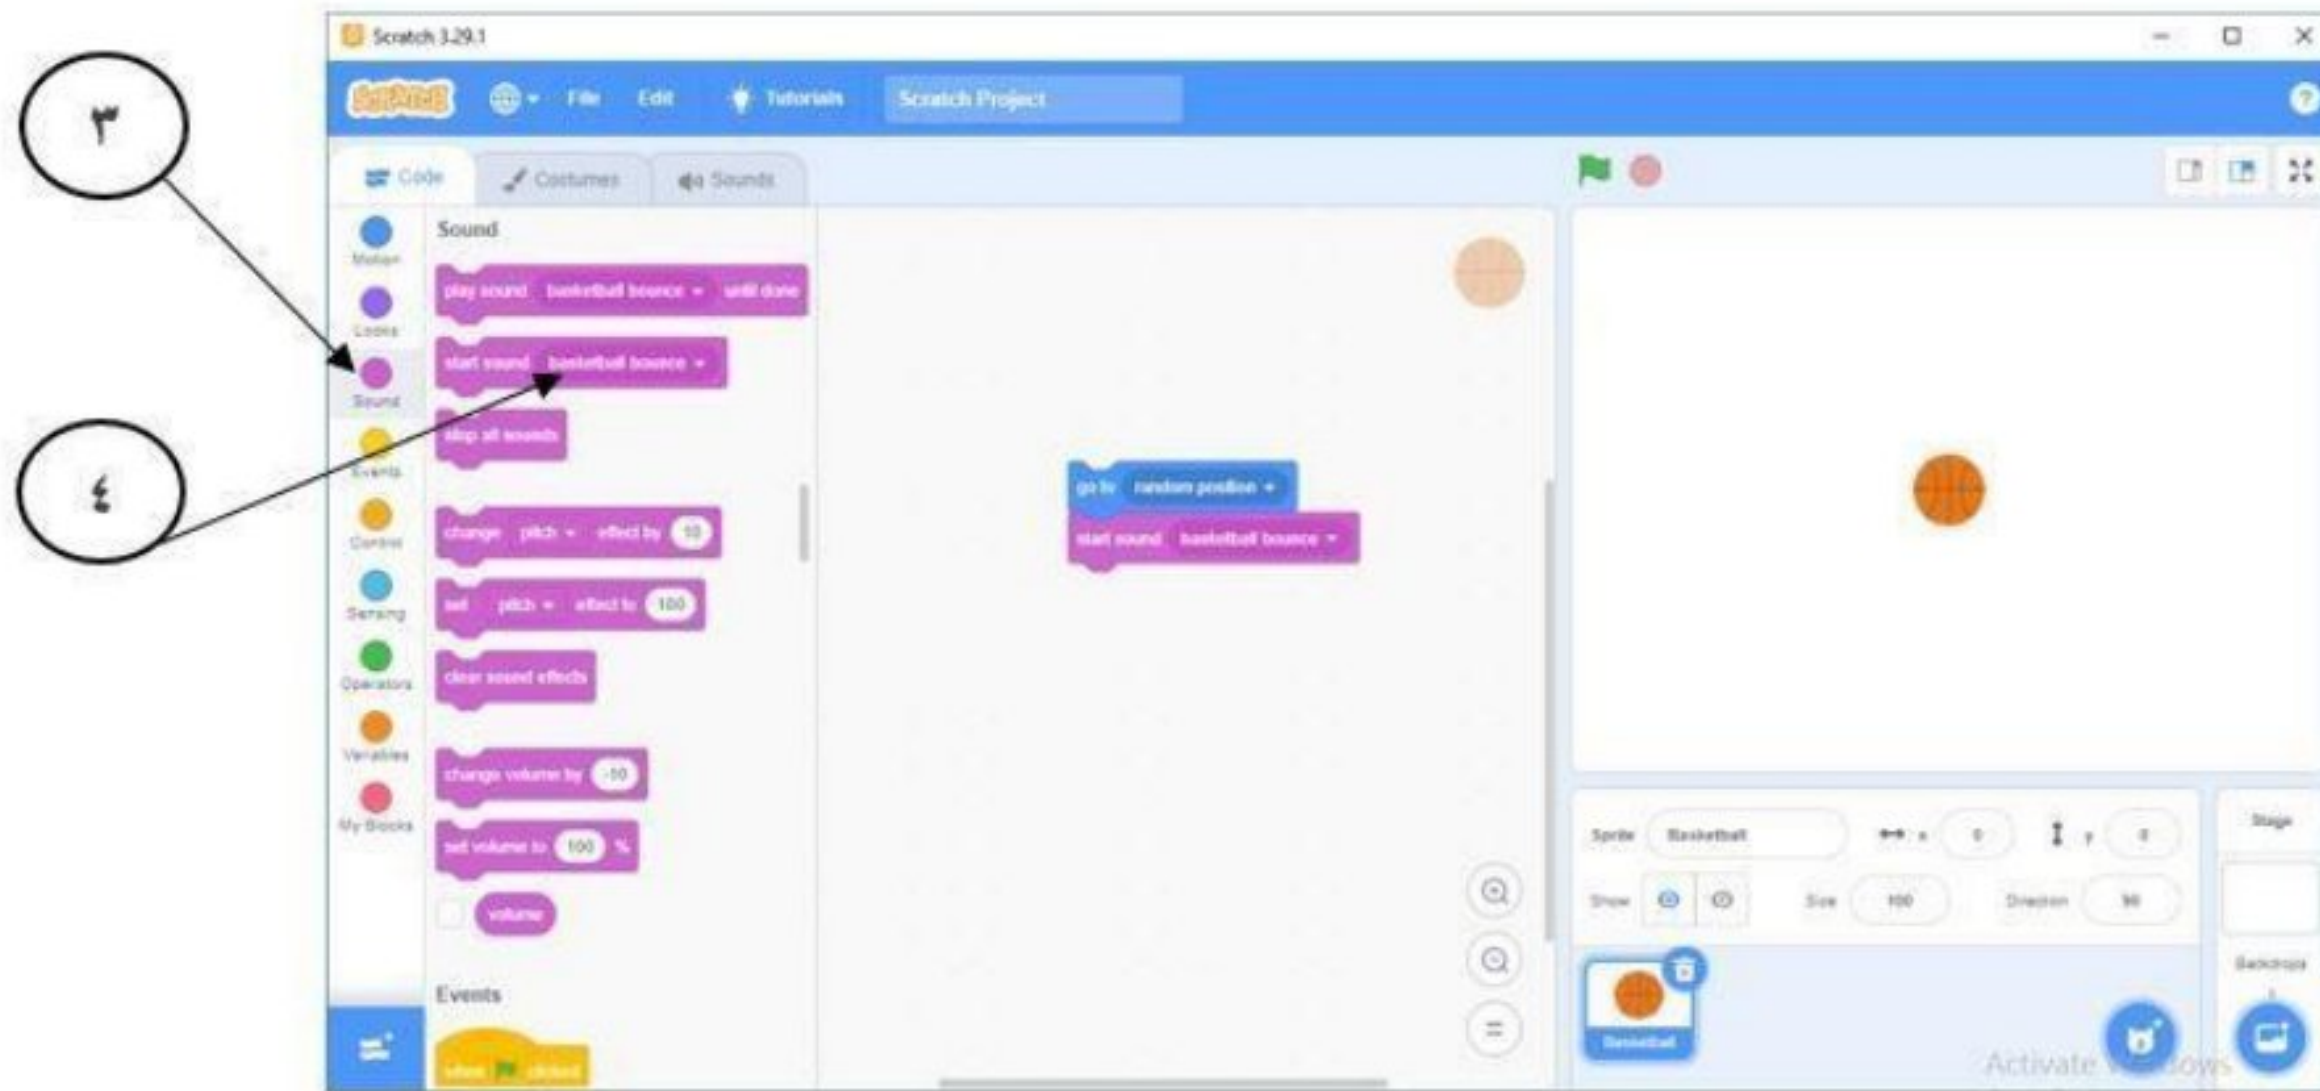 Scratch 3.29.1
SCRATCH File Edit Tutorials Scratch Project ?
٣
Code Costumes Sounds
Motion
Looks
Sound
Events
Control
Sensing
Operators
Variables
My Blocks
Sound
play sound basketball bounce until done
start sound basketball bounce
stop all sounds
change pitch effect by 10
set pitch effect to 100
clear sound effects
change volume by -10
set volume to 100 %
volume
Events
when clicked
٤
go to random position
start sound basketball bounce
Sprite Basketball x 0 y 0
Show Size 100 Direction 90
Basketball
Stage
Backdrops
1
Activate Windows